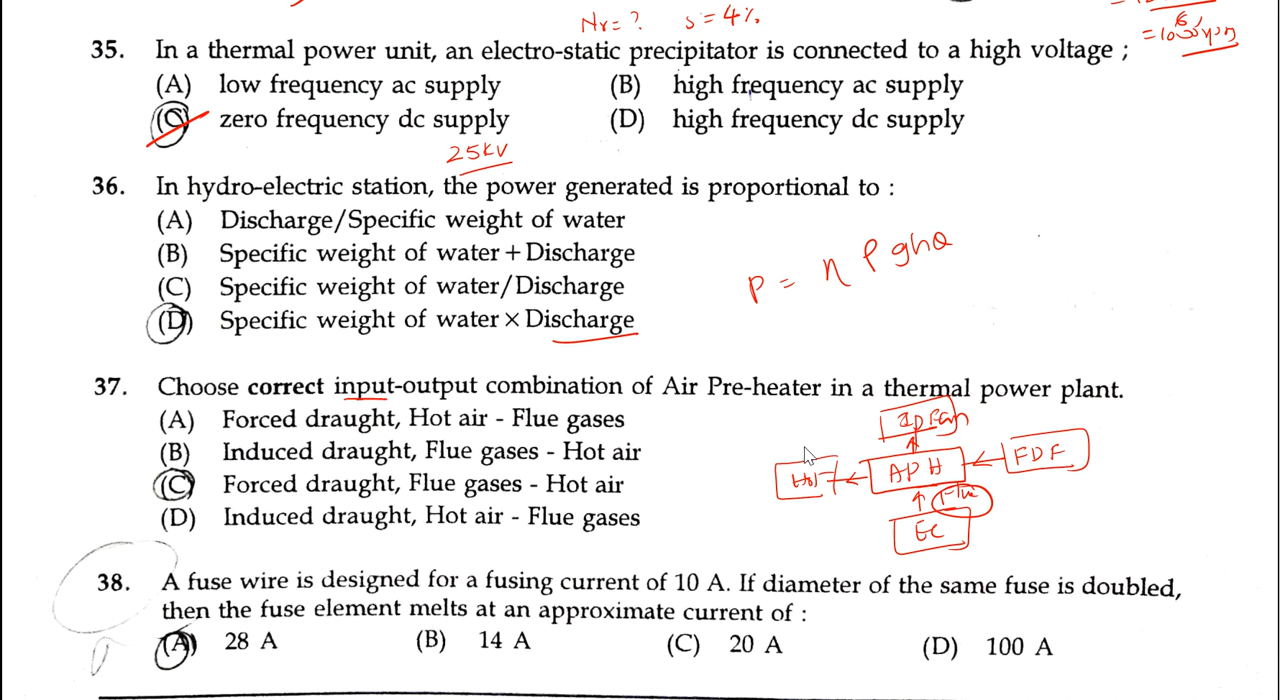 Nr = ? s = 4%
35. In a thermal power unit, an electro-static precipitator is connected to a high voltage ;
(A) low frequency ac supply (B) high frequency ac supply
(C) zero frequency dc supply (D) high frequency dc supply
25KV
36. In hydro-electric station, the power generated is proportional to :
(A) Discharge/Specific weight of water
(B) Specific weight of water + Discharge
(C) Specific weight of water/Discharge
(D) Specific weight of water × Discharge
P = η ρ g h Q
37. Choose correct input-output combination of Air Pre-heater in a thermal power plant.
(A) Forced draught, Hot air - Flue gases
(B) Induced draught, Flue gases - Hot air
(C) Forced draught, Flue gases - Hot air
(D) Induced draught, Hot air - Flue gases
ID Fan
Hot APH FDF
Flue
EC
38. A fuse wire is designed for a fusing current of 10 A. If diameter of the same fuse is doubled,
then the fuse element melts at an approximate current of :
(A) 28 A (B) 14 A (C) 20 A (D) 100 A